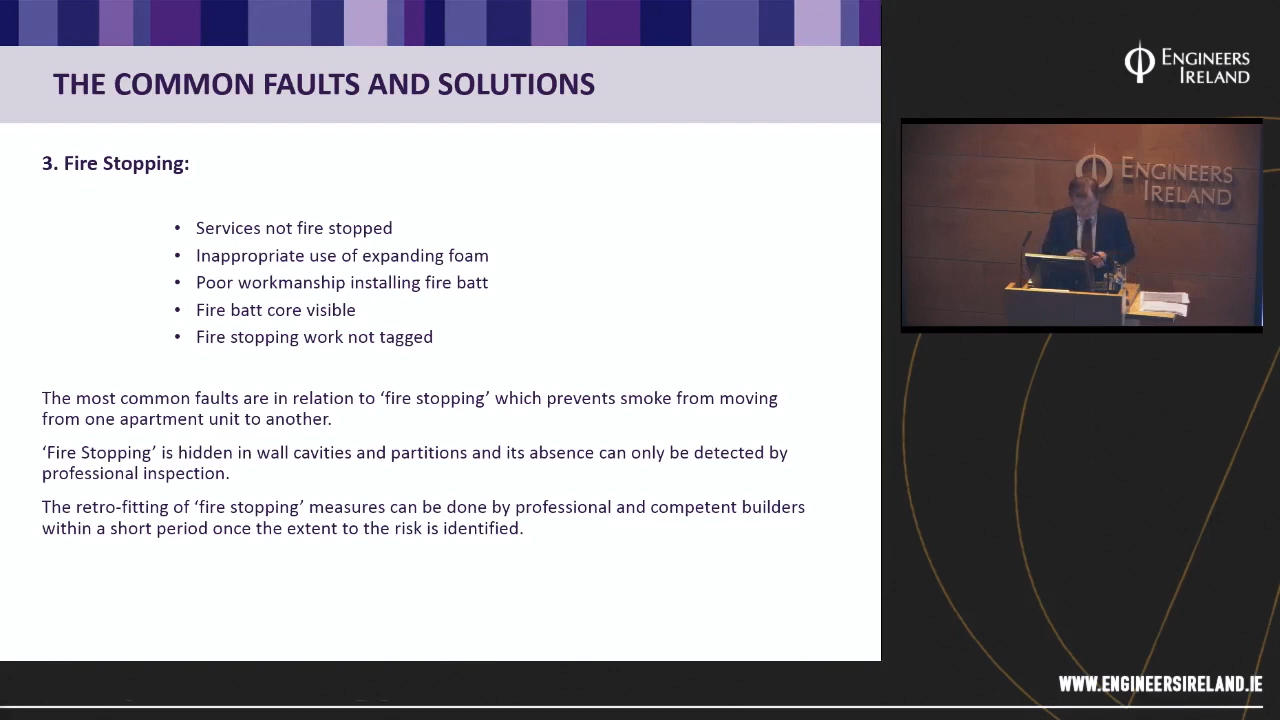 THE COMMON FAULTS AND SOLUTIONS
3. Fire Stopping:
• Services not fire stopped
• Inappropriate use of expanding foam
• Poor workmanship installing fire batt
• Fire batt core visible
• Fire stopping work not tagged
The most common faults are in relation to ‘fire stopping’ which prevents smoke from moving
from one apartment unit to another.
‘Fire Stopping’ is hidden in wall cavities and partitions and its absence can only be detected by
professional inspection.
The retro-fitting of ‘fire stopping’ measures can be done by professional and competent builders
within a short period once the extent to the risk is identified.
ENGINEERS
IRELAND
ENGINEERS
IRELAND
WWW.ENGINEERSIRELAND.IE